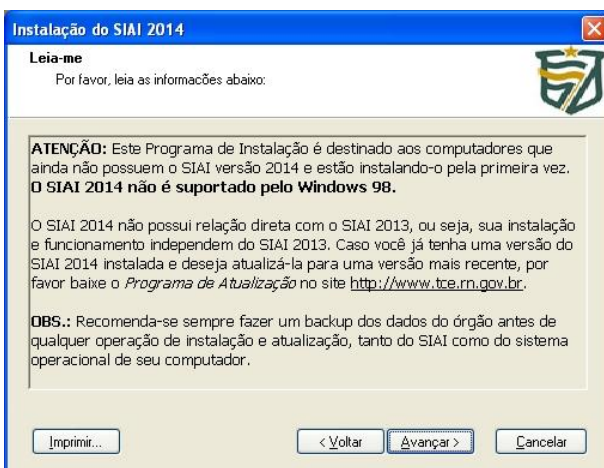 Instalação do SIAI 2014
Leia-me
Por favor, leia as informacões abaixo:
ATENÇÃO: Este Programa de Instalação é destinado aos computadores que
ainda não possuem o SIAI versão 2014 e estão instalando-o pela primeira vez.
O SIAI 2014 não é suportado pelo Windows 98.
O SIAI 2014 não possui relação direta com o SIAI 2013, ou seja, sua instalação
e funcionamento independem do SIAI 2013. Caso você já tenha uma versão do
SIAI 2014 instalada e deseja atualizá-la para uma versão mais recente, por
favor baixe o Programa de Atualização no site http://www.tce.rn.gov.br.
OBS.: Recomenda-se sempre fazer um backup dos dados do órgão antes de
qualquer operação de instalação e atualização, tanto do SIAI como do sistema
operacional de seu computador.
Imprimir... < Voltar Avançar > Cancelar